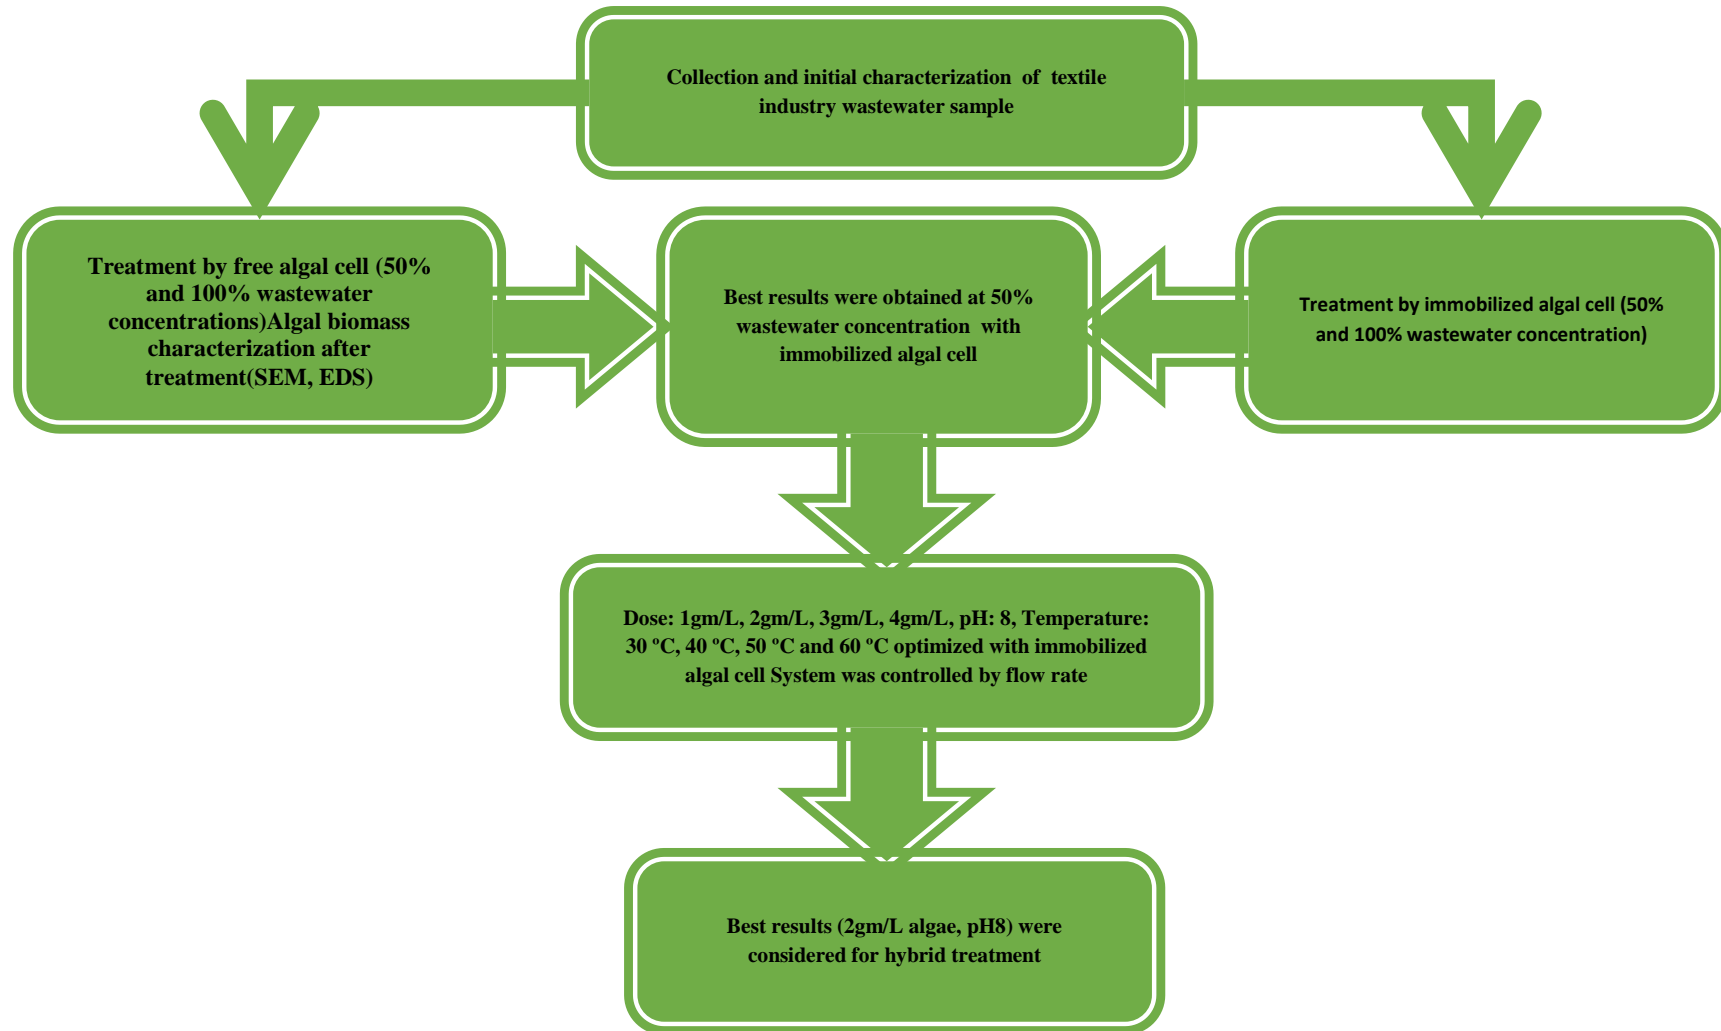 Collection and initial characterization of textile
industry wastewater sample
Treatment by free algal cell (50%
and 100% wastewater
concentrations)Algal biomass
characterization after
treatment(SEM, EDS)
Best results were obtained at 50%
wastewater concentration with
immobilized algal cell
Treatment by immobilized algal cell (50%
and 100% wastewater concentration)
Dose: 1gm/L, 2gm/L, 3gm/L, 4gm/L, pH: 8, Temperature:
30 ºC, 40 ºC, 50 ºC and 60 ºC optimized with immobilized
algal cell System was controlled by flow rate
Best results (2gm/L algae, pH8) were
considered for hybrid treatment